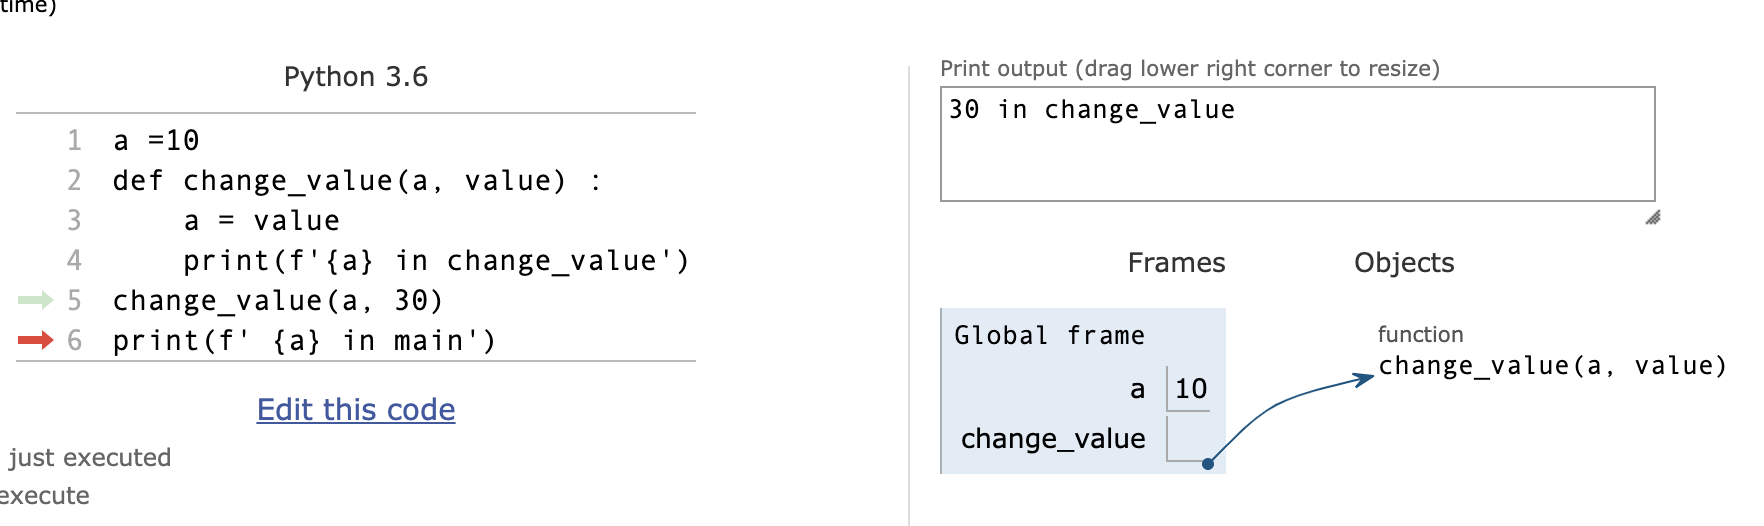 time)
Python 3.6
1 a =10
2 def change_value(a, value) :
3     a = value
4     print(f'{a} in change_value')
5 change_value(a, 30)
6 print(f' {a} in main')
Edit this code
just executed
execute
Print output (drag lower right corner to resize)
30 in change_value
Frames Objects
Global frame
a 10
change_value
function
change_value(a, value)